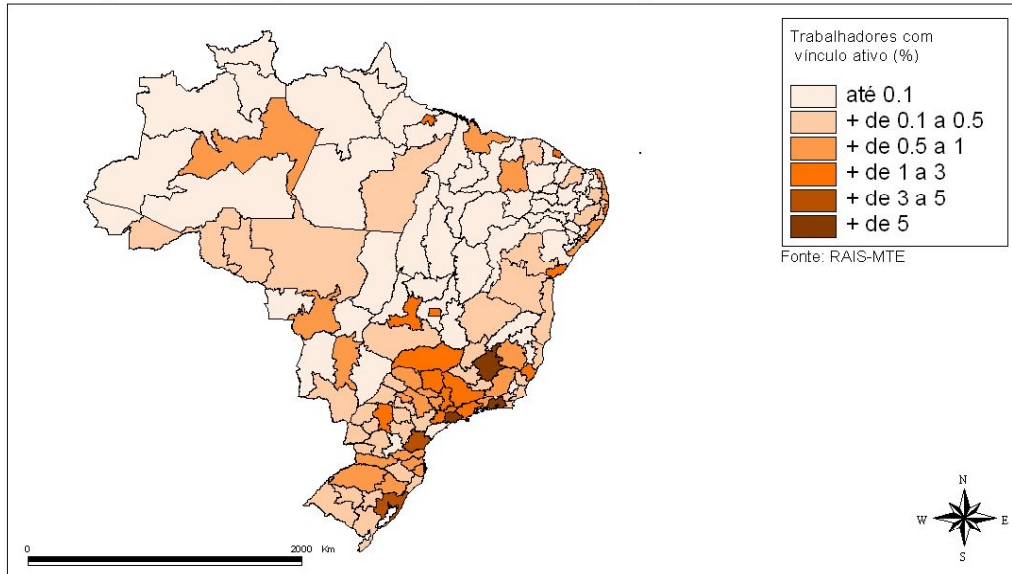 Trabalhadores com
vínculo ativo (%)
até 0.1
+ de 0.1 a 0.5
+ de 0.5 a 1
+ de 1 a 3
+ de 3 a 5
+ de 5
Fonte: RAIS-MTE
N
W E
S
0 2000 Km